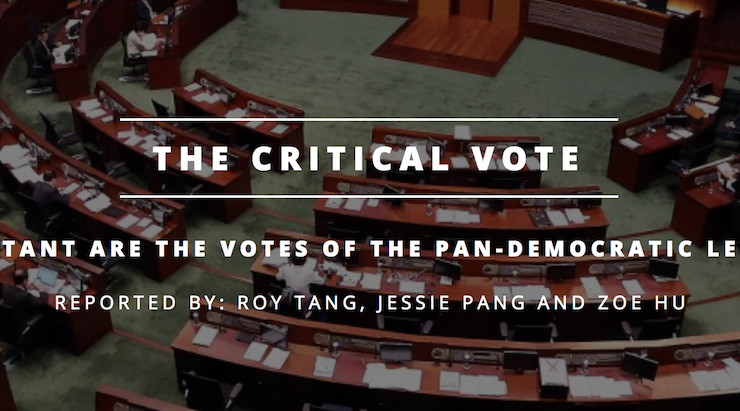 THE CRITICAL VOTE
TANT ARE THE VOTES OF THE PAN-DEMOCRATIC LE
REPORTED BY: ROY TANG, JESSIE PANG AND ZOE HU